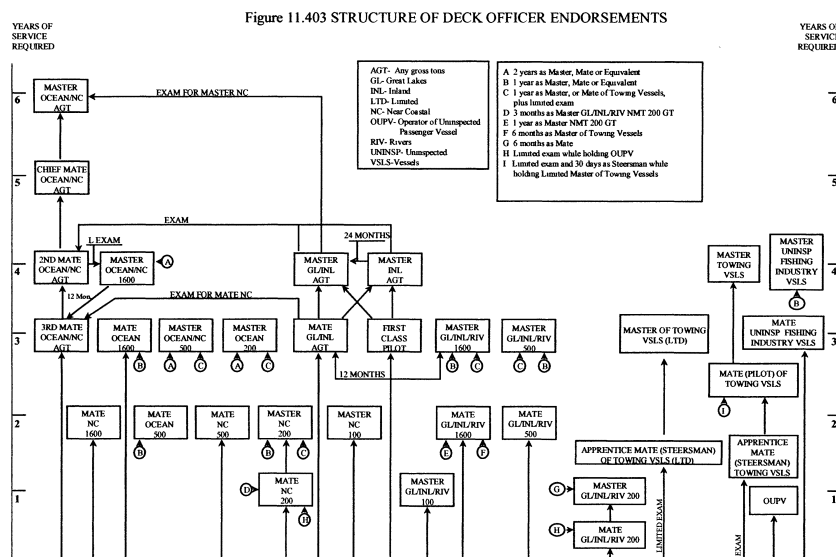 Figure 11.403 STRUCTURE OF DECK OFFICER ENDORSEMENTS
YEARS OF
SERVICE
REQUIRED
YEARS O
SERVICE
REQUIRE
AGT- Any gross tons
GL- Great Lakes
INL- Inland
LTD- Limited
NC- Near Coastal
OUPV- Operator of Uninspected
Passenger Vessel
RIV- Rivers
UNINSP- Uninspected
VSLS-Vessels
A 2 years as Master, Mate or Equivalent
B 1 year as Master, Mate or Equivalent
C 1 year as Master, or Mate of Towing Vessels,
plus limited exam
D 3 months as Master GL/INL/RIV NMT 200 GT
E 1 year as Master NMT 200 GT
F 6 months as Master of Towing Vessels
G 6 months as Mate
H Limited exam while holding OUPV
I Limited exam and 30 days as Steersman while
holding Limited Master of Towing Vessels
6
MASTER
OCEAN/NC
AGT
EXAM FOR MASTER NC
6
5
CHIEF MATE
OCEAN/NC
AGT
5
EXAM
L EXAM
24 MONTHS
4
2ND MATE
OCEAN/NC
AGT
MASTER
OCEAN/NC
1600
A
MASTER
GL/INL
AGT
MASTER
INL
AGT
MASTER
TOWING
VSLS
MASTER
UNINSP
FISHING
INDUSTRY
VSLS
B
4
12 Mon.
EXAM FOR MATE NC
3
3RD MATE
OCEAN/NC
AGT
MATE
OCEAN
1600
B
MASTER
OCEAN/NC
500
A
C
MASTER
OCEAN
200
A
C
MATE
GL/INL
AGT
FIRST
CLASS
PILOT
MASTER
GL/INL/RIV
1600
B
C
MASTER
GL/INL/RIV
500
C
B
MASTER OF TOWING
VSLS (LTD)
MATE
UNINSP FISHING
INDUSTRY VSLS
3
12 MONTHS
MATE (PILOT) OF
TOWING VSLS
I
2
MATE
NC
1600
MATE
OCEAN
500
B
MATE
NC
500
MASTER
NC
200
B
C
MASTER
NC
100
MATE
GL/INL/RIV
1600
E
F
MATE
GL/INL/RIV
500
APPRENTICE MATE (STEERSMAN)
OF TOWING VSLS (LTD)
APPRENTICE
MATE
(STEERSMAN)
TOWING VSLS
2
1
D
MATE
NC
200
H
MASTER
GL/INL/RIV
100
G
MASTER
GL/INL/RIV 200
H
MATE
GL/INL/RIV 200
LIMITED EXAM
EXAM
OUPV
1